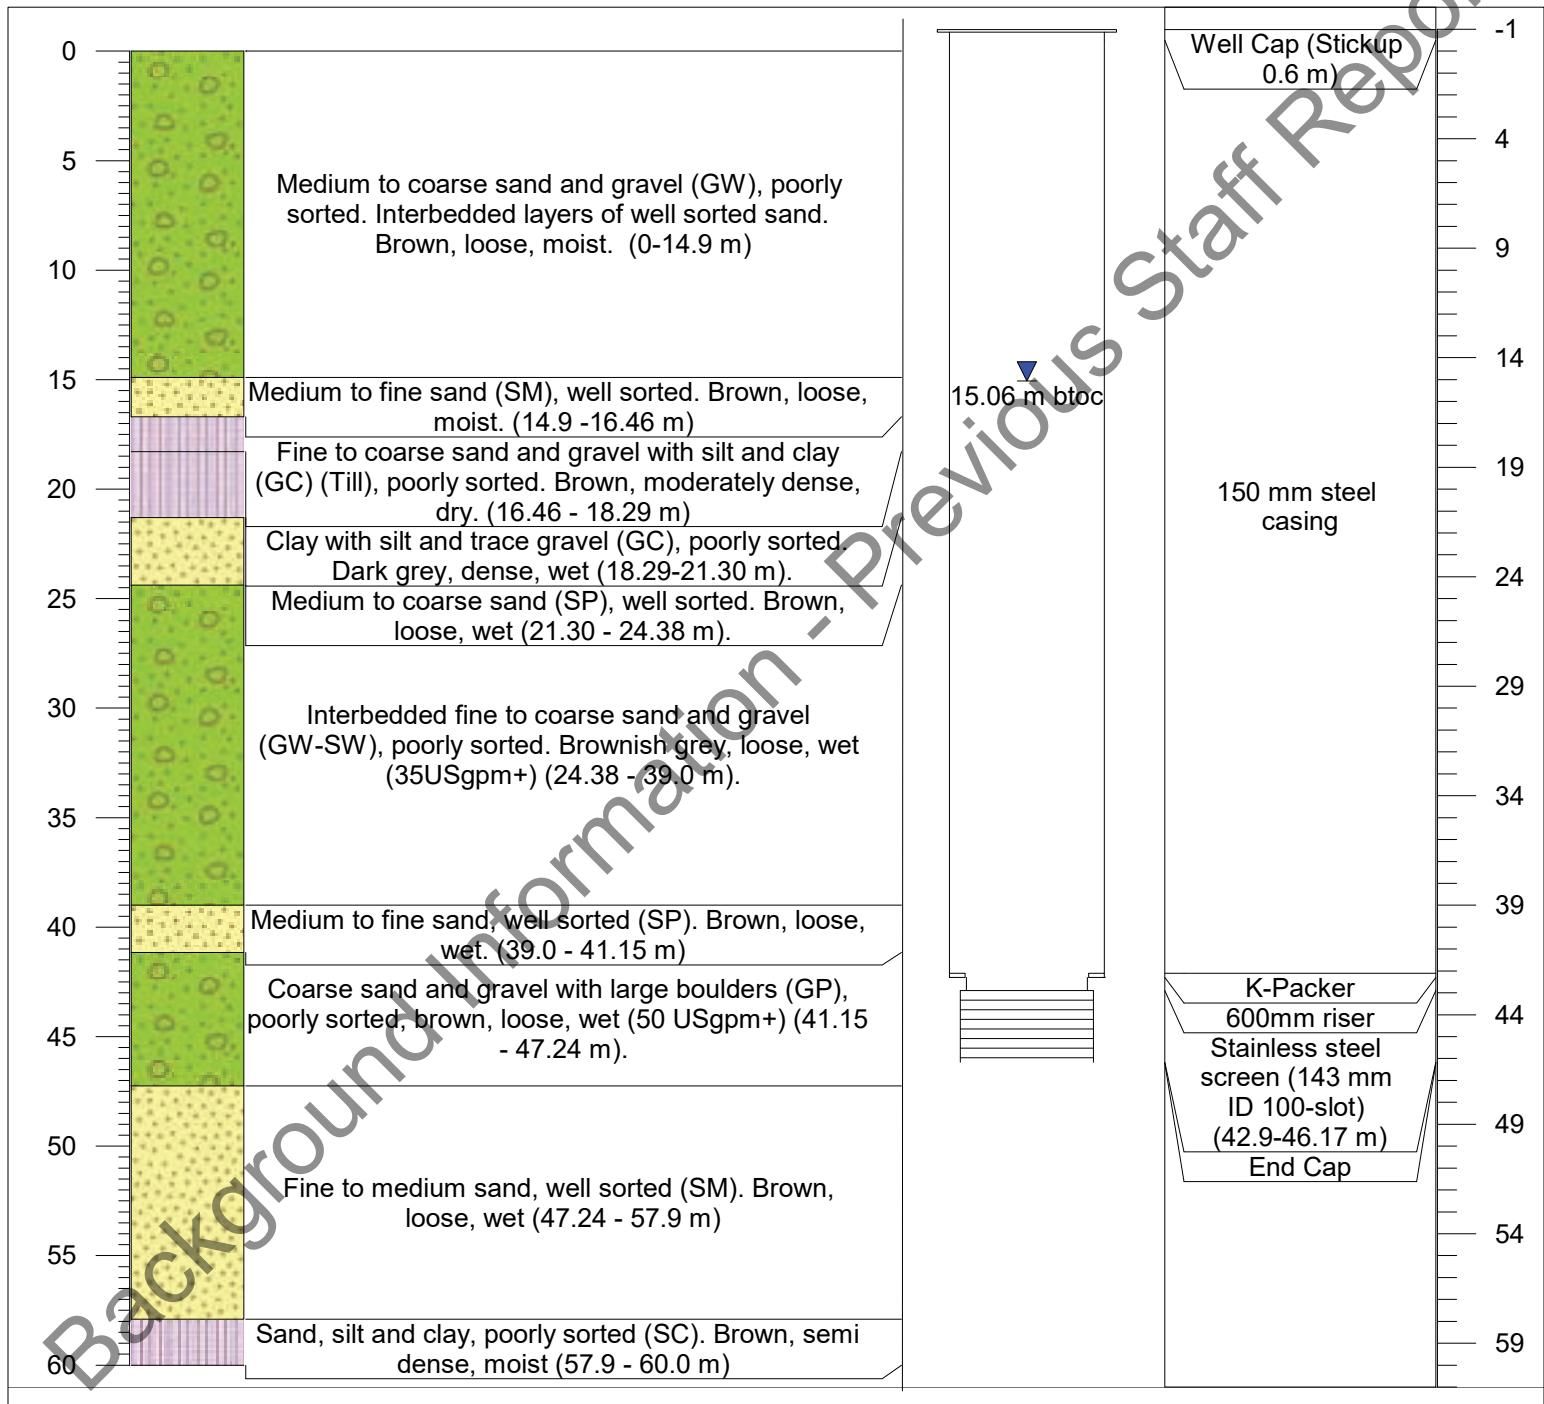 0
5
10
15
20
25
30
35
40
45
50
55
60
Medium to coarse sand and gravel (GW), poorly
sorted. Interbedded layers of well sorted sand.
Brown, loose, moist.  (0-14.9 m)
Medium to fine sand (SM), well sorted. Brown, loose,
moist. (14.9 -16.46 m)
Fine to coarse sand and gravel with silt and clay
(GC) (Till), poorly sorted. Brown, moderately dense,
dry. (16.46 - 18.29 m)
Clay with silt and trace gravel (GC), poorly sorted.
Dark grey, dense, wet (18.29-21.30 m).
Medium to coarse sand (SP), well sorted. Brown,
loose, wet (21.30 - 24.38 m).
Interbedded fine to coarse sand and gravel
(GW-SW), poorly sorted. Brownish grey, loose, wet
(35USgpm+) (24.38 - 39.0 m).
Medium to fine sand, well sorted (SP). Brown, loose,
wet. (39.0 - 41.15 m)
Coarse sand and gravel with large boulders (GP),
poorly sorted, brown, loose, wet (50 USgpm+) (41.15
- 47.24 m).
Fine to medium sand, well sorted (SM). Brown,
loose, wet (47.24 - 57.9 m)
Sand, silt and clay, poorly sorted (SC). Brown, semi
dense, moist (57.9 - 60.0 m)
15.06 m btoc
Well Cap (Stickup
0.6 m)
150 mm steel
casing
K-Packer
600mm riser
Stainless steel
screen (143 mm
ID 100-slot)
(42.9-46.17 m)
End Cap
-1
4
9
14
19
24
29
34
39
44
49
54
59
Background Information - Previous Staff Repor